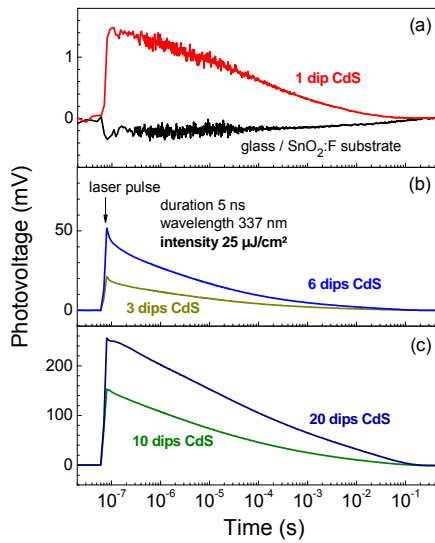 (a)
1
1 dip CdS
0
glass / SnO₂:F substrate
Photovoltage (mV)
(b)
laser pulse
duration 5 ns
wavelength 337 nm
intensity 25 µJ/cm²
50
6 dips CdS
3 dips CdS
0
(c)
200
20 dips CdS
100
10 dips CdS
0
10⁻⁷ 10⁻⁶ 10⁻⁵ 10⁻⁴ 10⁻³ 10⁻² 10⁻¹
Time (s)